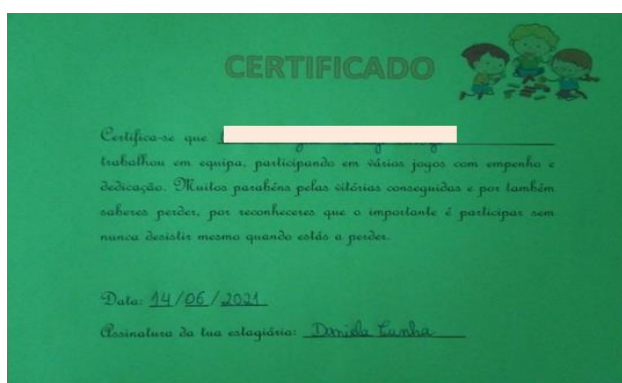 CERTIFICADO
Certifica-se que
trabalhou em equipa, participando em vários jogos com empenho e
dedicação. Muitos parabéns pelas vitórias conseguidas e por também
saberes perder, por reconheceres que o importante é participar sem
nunca desistir mesmo quando estás a perder.
Data: 14/06/2021
Assinatura da tua estagiária: Daniela Cunha